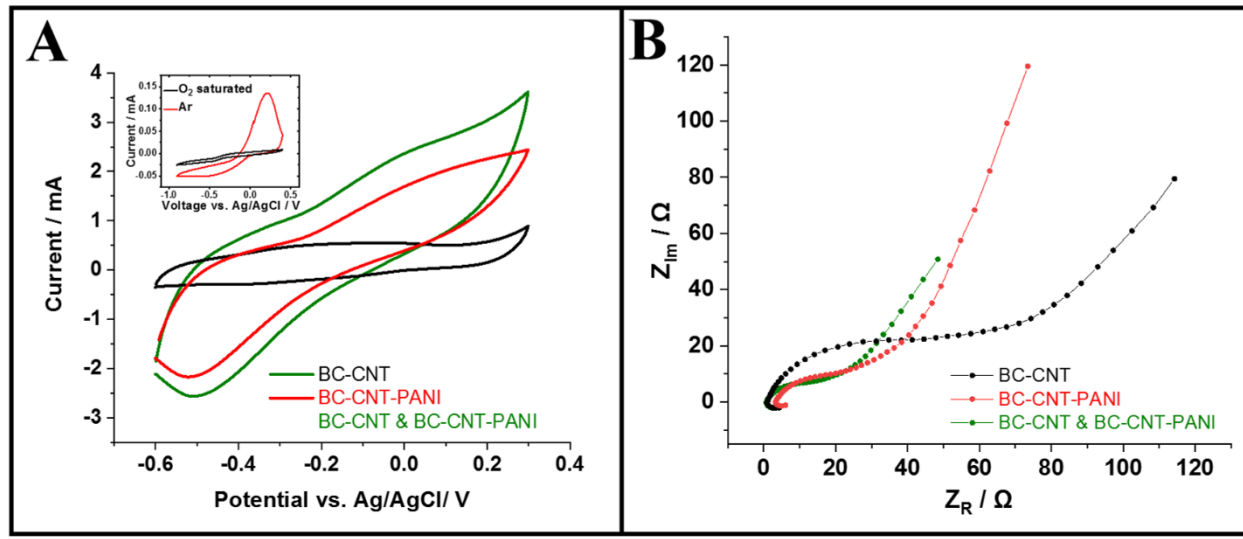 A
4
3
2
1
0
-1
-2
-3
-0.6
-0.4
-0.2
0.0
0.2
0.4
Current / mA
Potential vs. Ag/AgCl/ V
BC-CNT
BC-CNT-PANI
BC-CNT & BC-CNT-PANI
0.15
0.10
0.05
0.00
-0.05
-1.0
-0.5
0.0
0.5
Current / mA
Voltage vs. Ag/AgCl / V
O₂ saturated
Ar
B
120
100
80
60
40
20
0
0
20
40
60
80
100
120
Z_Im / Ω
Z_R / Ω
BC-CNT
BC-CNT-PANI
BC-CNT & BC-CNT-PANI